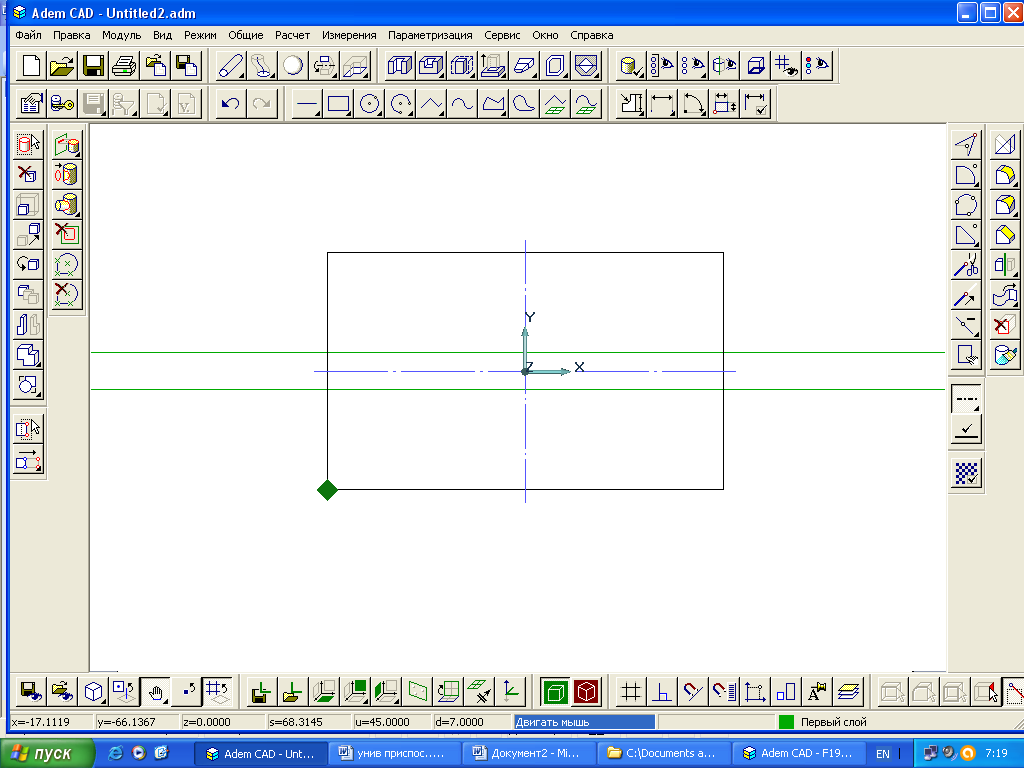 Adem CAD - Untitled2.adm
Файл Правка Модуль Вид Режим Общие Расчет Измерения Параметризация Сервис Окно Справка
Y
Z X
x=-17.1119 y=-66.1367 z=0.0000 s=68.3145 u=45.0000 d=7.0000 Двигать мышь Первый слой
пуск Adem CAD - Unt... унив приспос.... Документ2 - Mi... C:\Documents a... Adem CAD - F19... EN 7:19